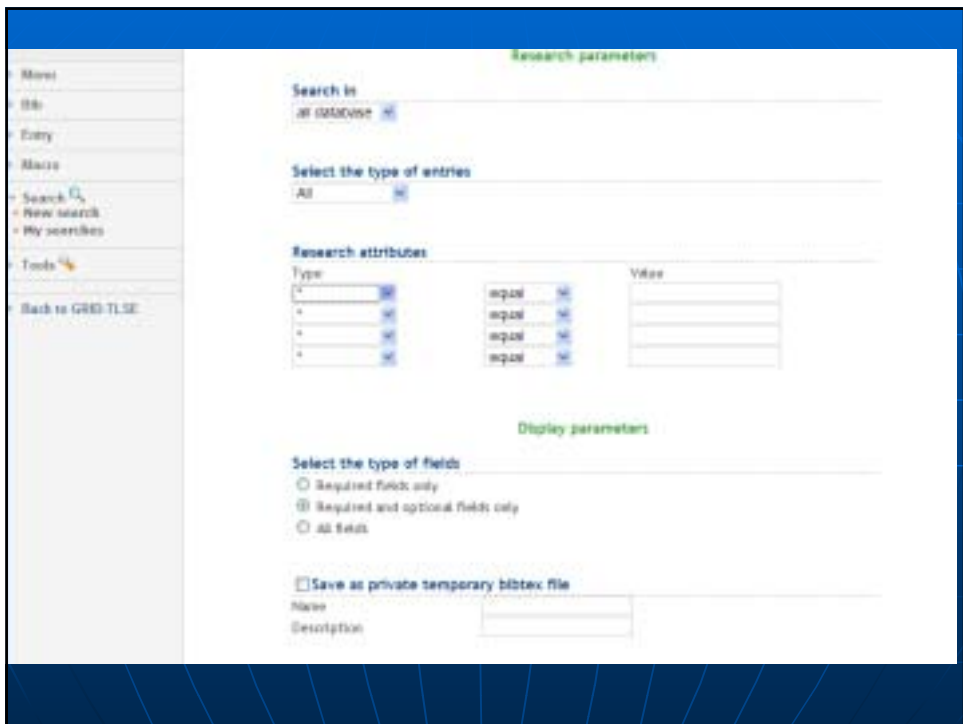 Menu
Bib
Entry
Macro
Search
New search
My searches
Tools
Back to GRID-TLSE
Research parameters
Search in
all database
Select the type of entries
All
Research attributes
Type Value
* equal
* equal
* equal
* equal
Display parameters
Select the type of fields
Required fields only
Required and optional fields only
All fields
Save as private temporary bibtex file
Name
Description